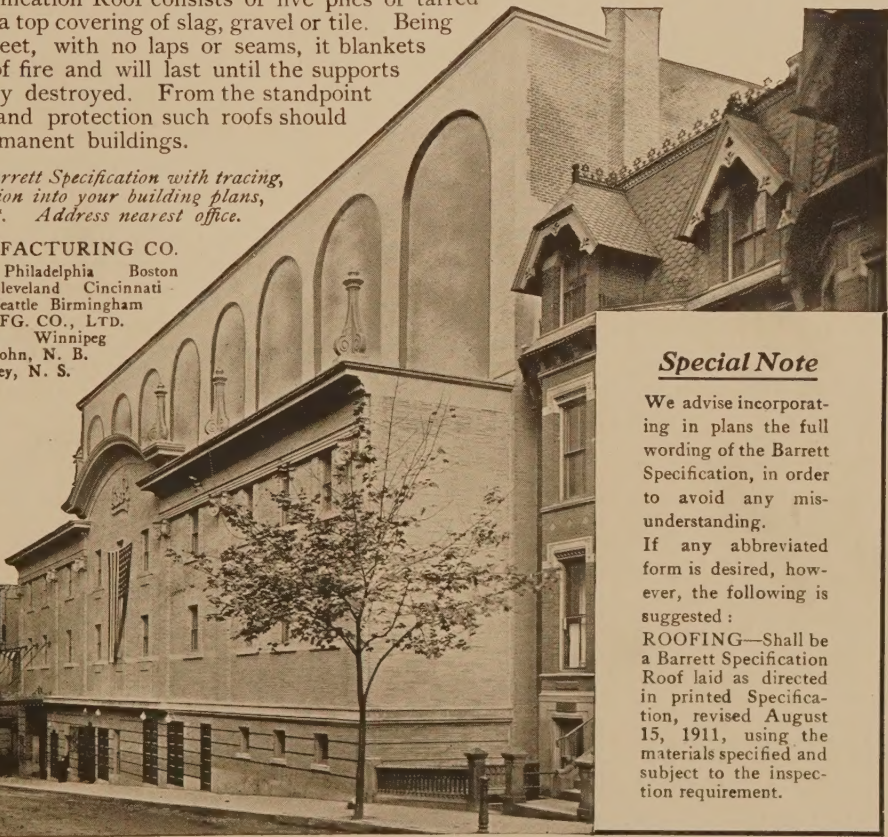 ification Roof consists of five plies of tarred
a top covering of slag, gravel or tile. Being
eet, with no laps or seams, it blankets
of fire and will last until the supports
y destroyed. From the standpoint
and protection such roofs should
manent buildings.
rrett Specification with tracing,
ion into your building plans,
Address nearest office.
FACTURING CO.
Philadelphia Boston
leveland Cincinnati
eattle Birmingham
FG. CO., LTD.
Winnipeg
ohn, N. B.
ey, N. S.
Special Note
We advise incorporat-
ing in plans the full
wording of the Barrett
Specification, in order
to avoid any mis-
understanding.
If any abbreviated
form is desired, how-
ever, the following is
suggested :
ROOFING—Shall be
a Barrett Specification
Roof laid as directed
in printed Specifica-
tion, revised August
15, 1911, using the
materials specified and
subject to the inspec-
tion requirement.